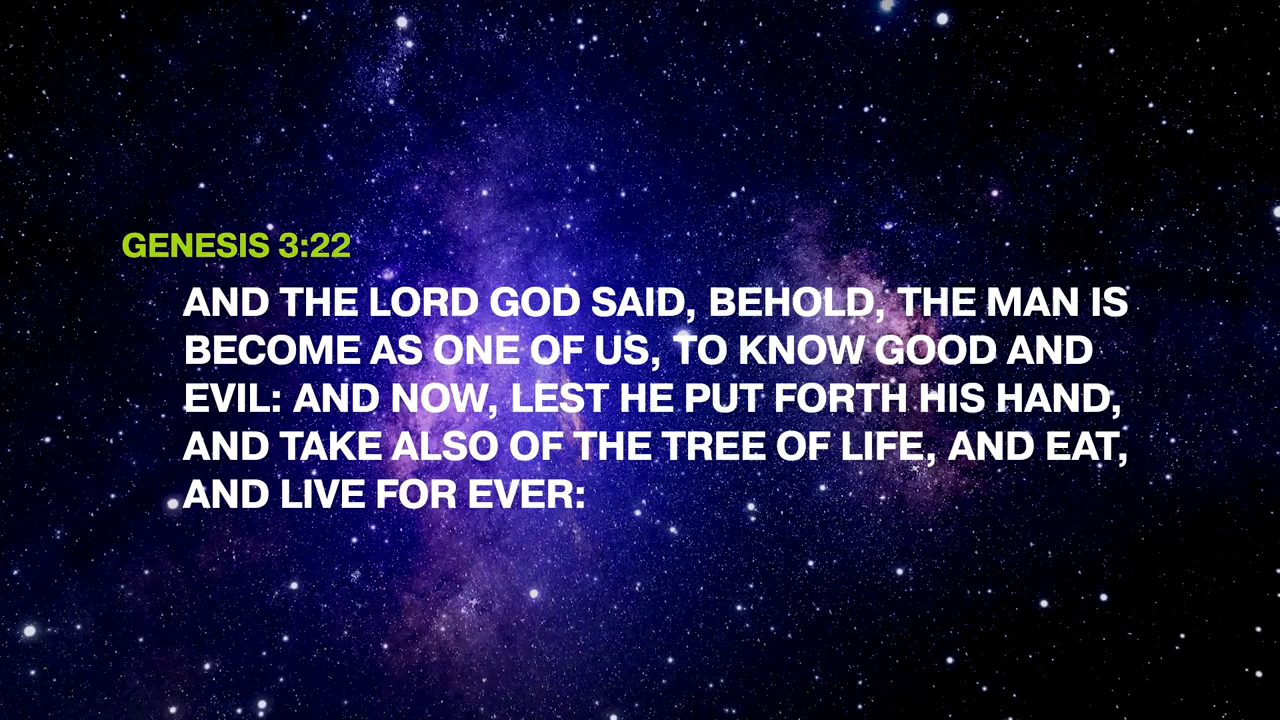 GENESIS 3:22
AND THE LORD GOD SAID, BEHOLD, THE MAN IS
BECOME AS ONE OF US, TO KNOW GOOD AND
EVIL: AND NOW, LEST HE PUT FORTH HIS HAND,
AND TAKE ALSO OF THE TREE OF LIFE, AND EAT,
AND LIVE FOR EVER: